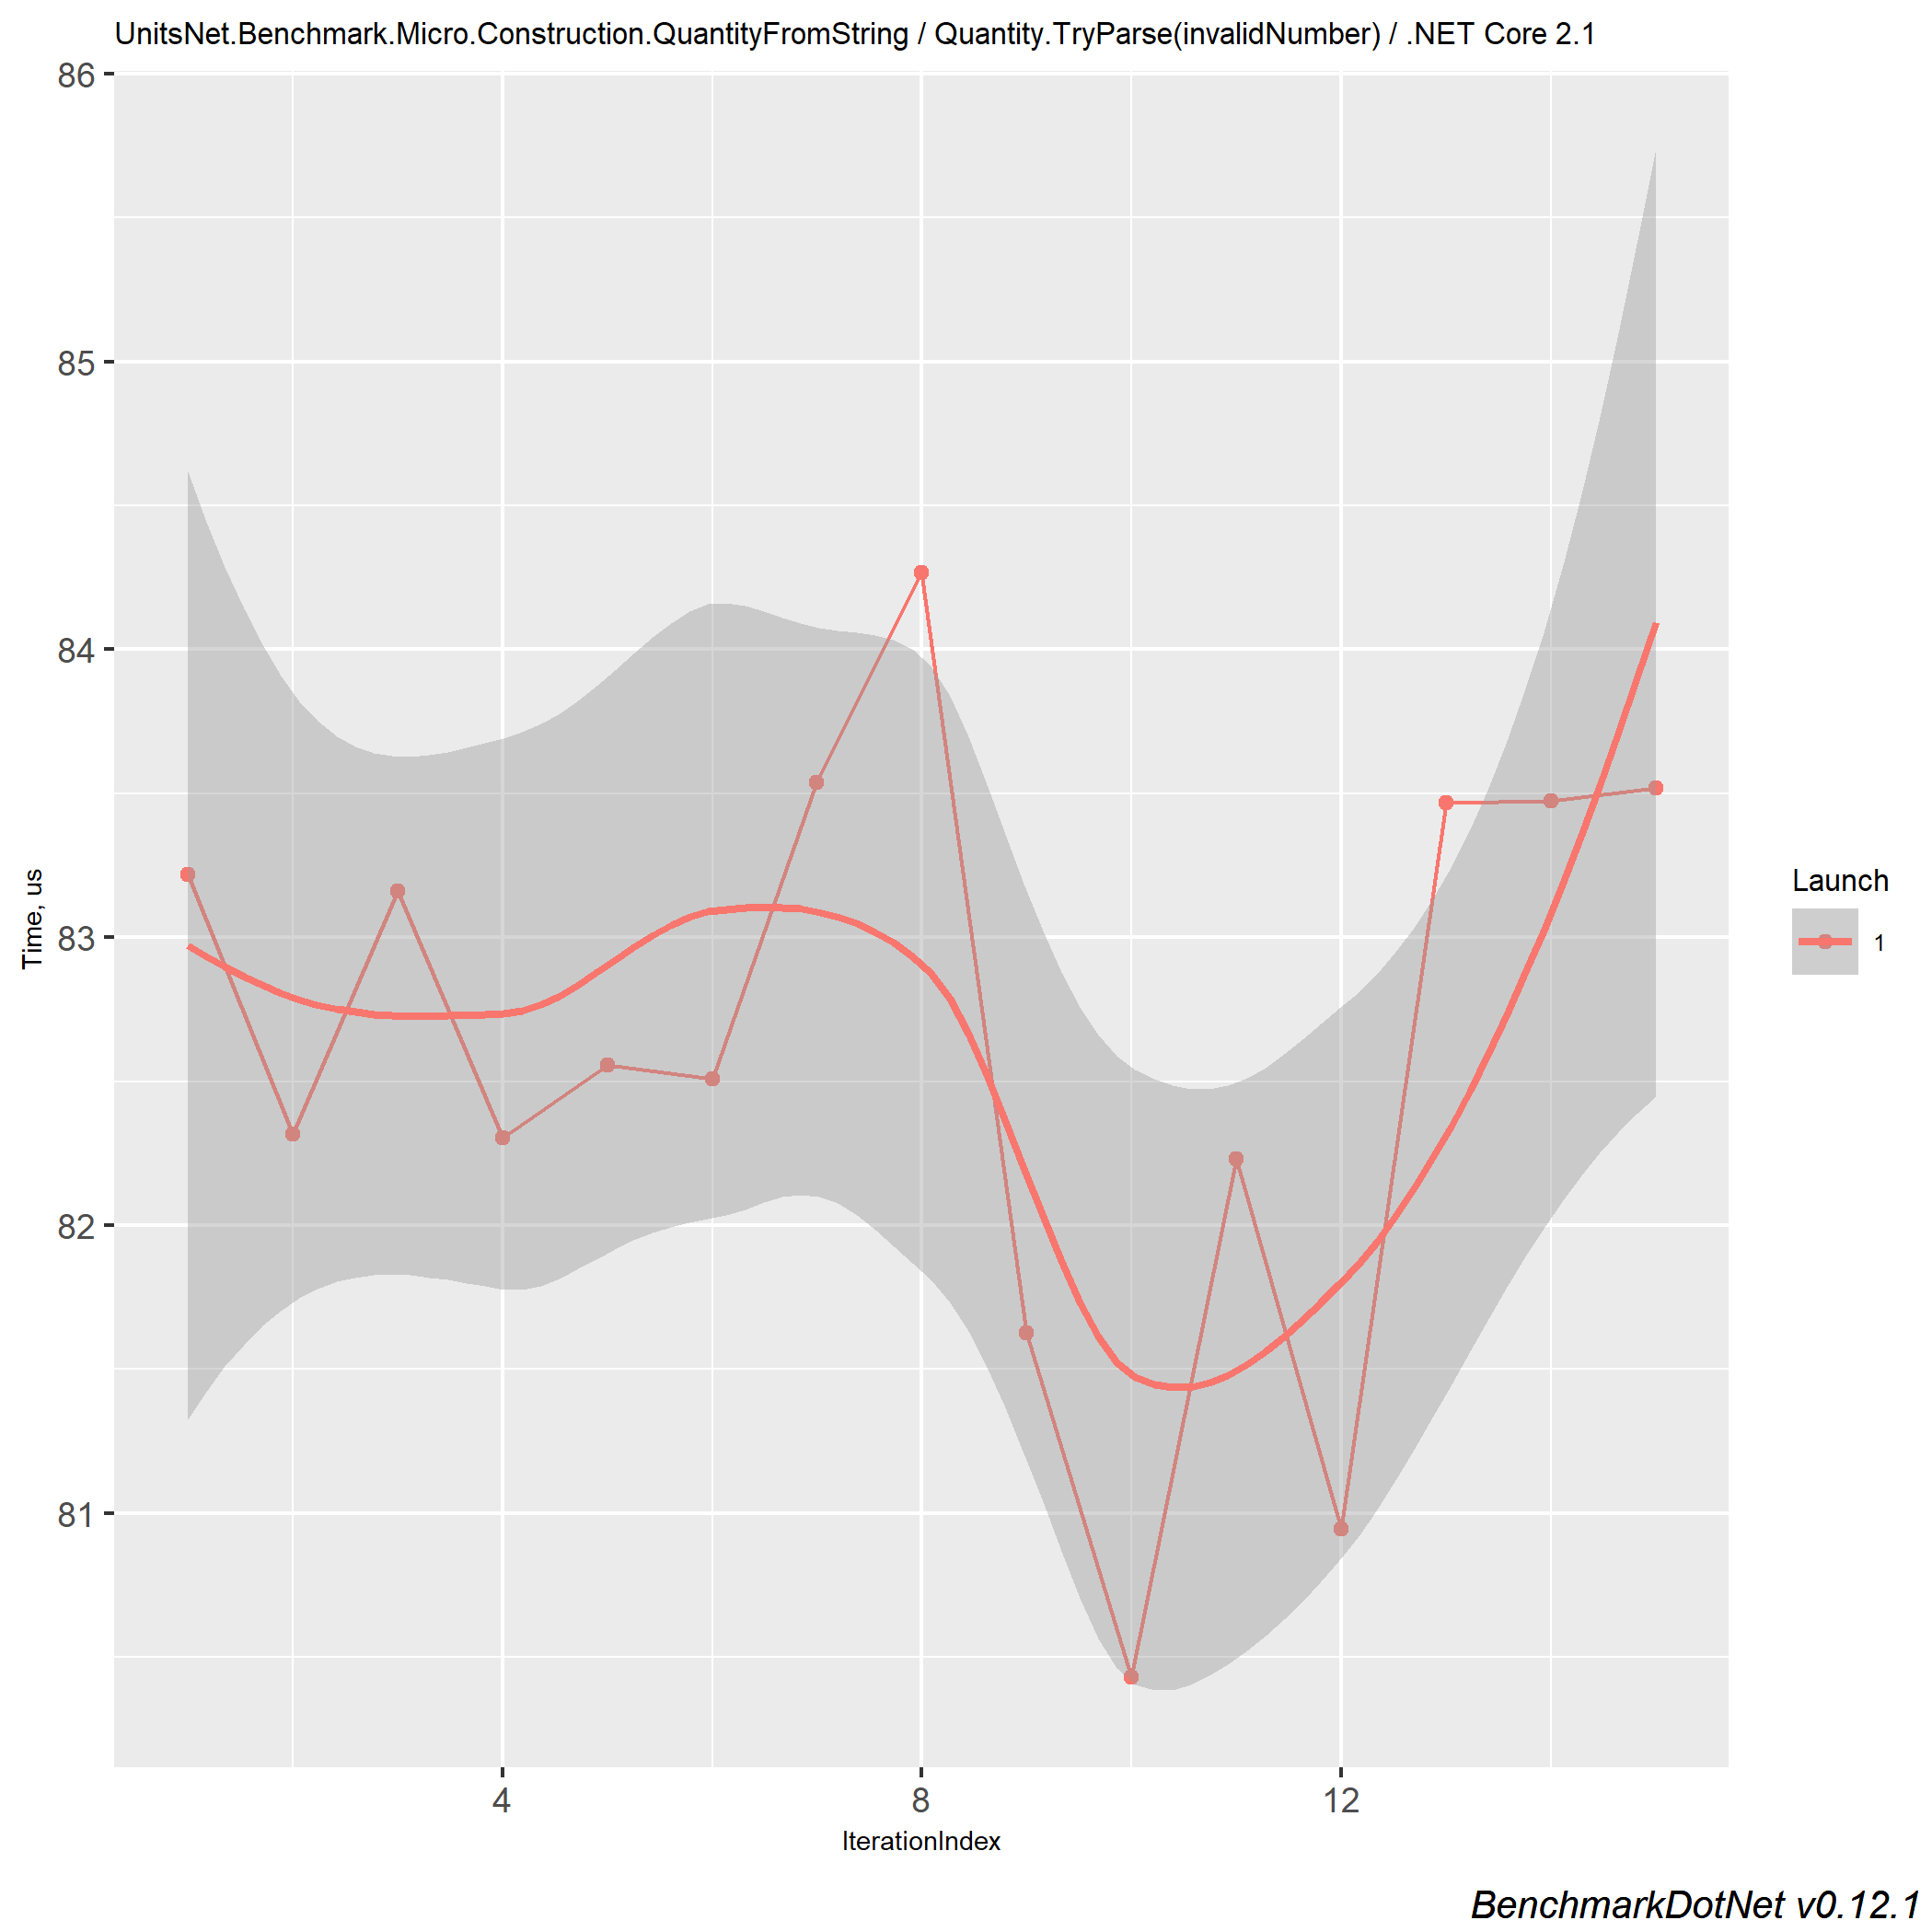 UnitsNet.Benchmark.Micro.Construction.QuantityFromString / Quantity.TryParse(invalidNumber) / .NET Core 2.1
86
85
84
83
82
81
Time, us
4 8 12
IterationIndex
Launch
1
BenchmarkDotNet v0.12.1